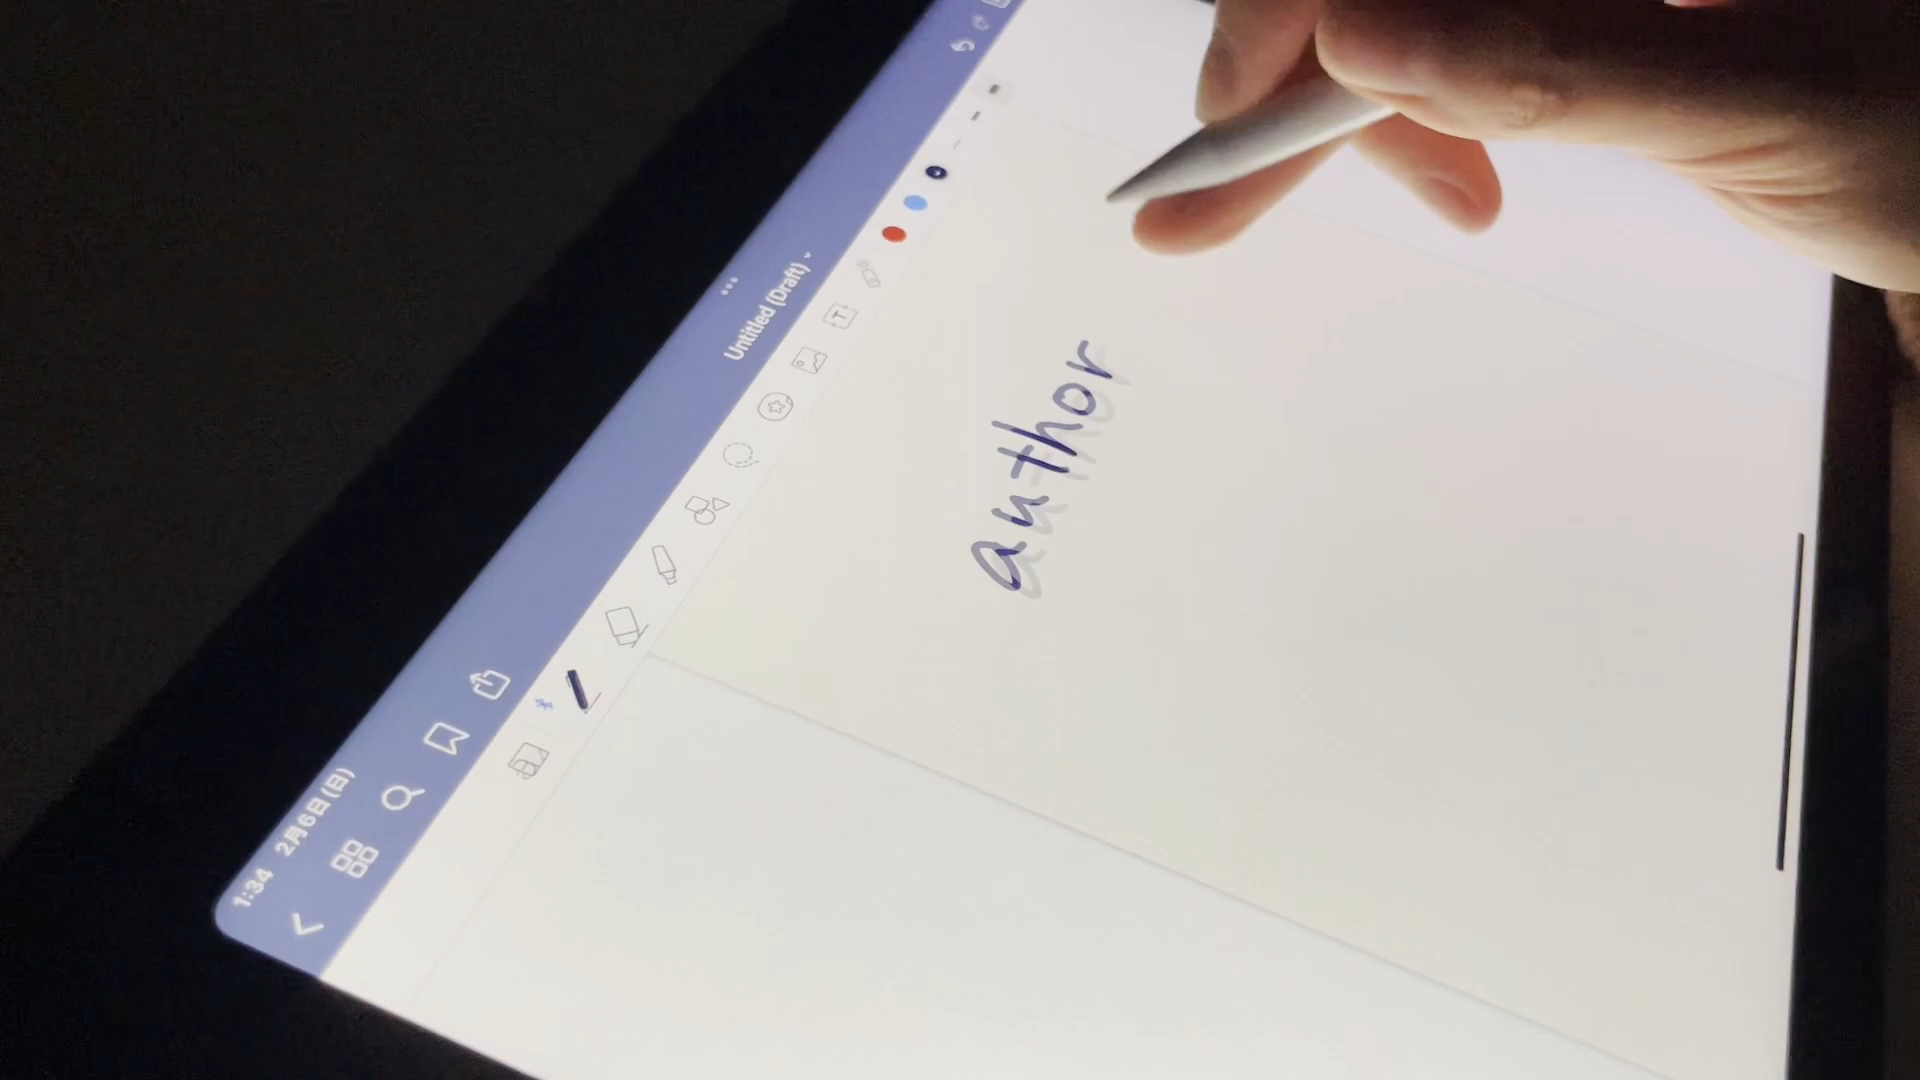 1:34 2月6日(日)
Untitled (Draft)
T
author